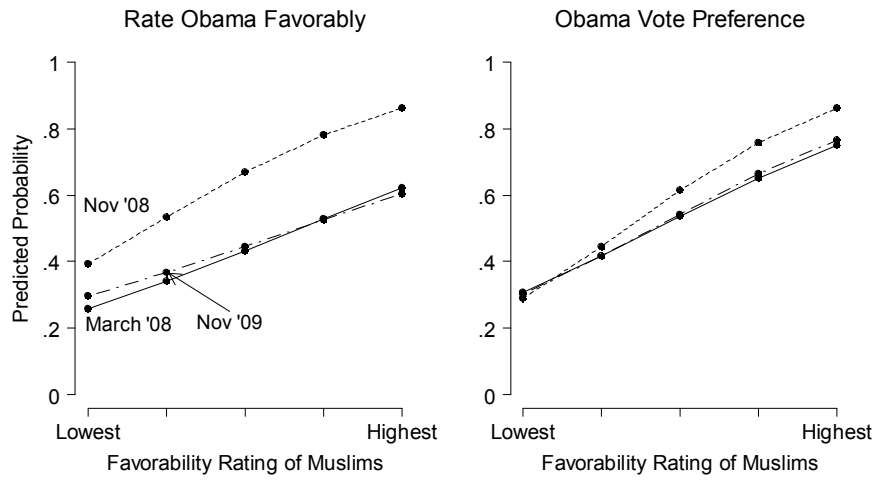 Rate Obama Favorably
Predicted Probability
1
.8
.6
.4
.2
0
Nov '08
March '08
Nov '09
Lowest
Highest
Favorability Rating of Muslims
Obama Vote Preference
1
.8
.6
.4
.2
0
Lowest
Highest
Favorability Rating of Muslims